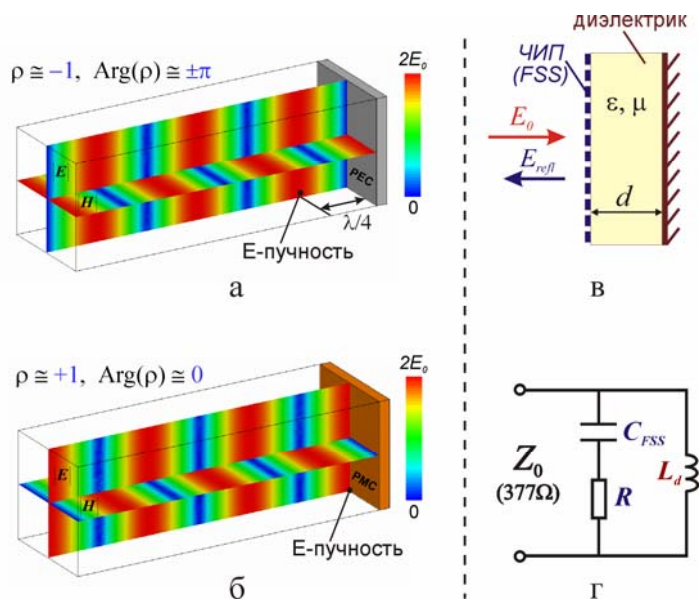 ρ ≅ −1, Arg(ρ) ≅ ±π
2E₀
0
E
H
PEC
λ/4
Е-пучность
а
диэлектрик
ЧИП
(FSS)
ε, μ
E₀
E_refl
d
в
ρ ≅ +1, Arg(ρ) ≅ 0
2E₀
0
E
H
PMC
Е-пучность
б
C_FSS
Z₀
(377Ω)
R
L_d
г